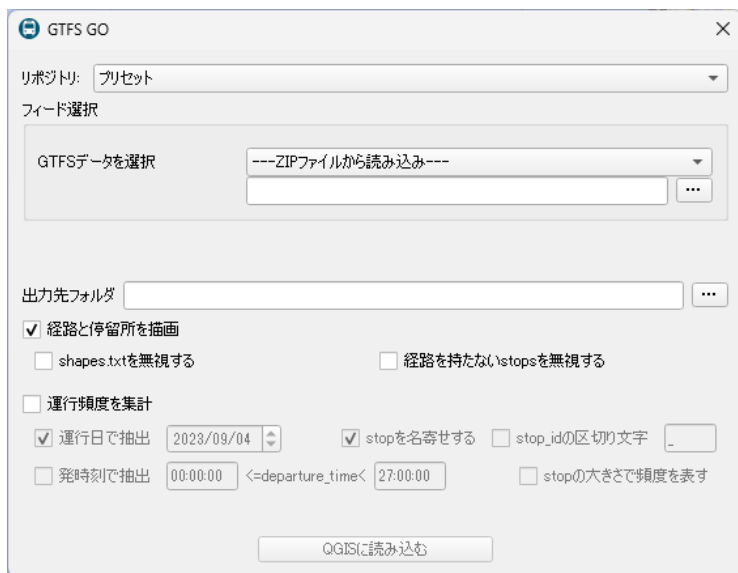 GTFS GO
リポジトリ: プリセット
フィード選択
GTFSデータを選択 ---ZIPファイルから読み込み---
...
出力先フォルダ ...
経路と停留所を描画
shapes.txtを無視する 経路を持たないstopsを無視する
運行頻度を集計
運行日で抽出 2023/09/04 stopを名寄せする stop_idの区切り文字 _
発時刻で抽出 00:00:00 <=departure_time< 27:00:00 stopの大きさで頻度を表す
QGISに読み込む